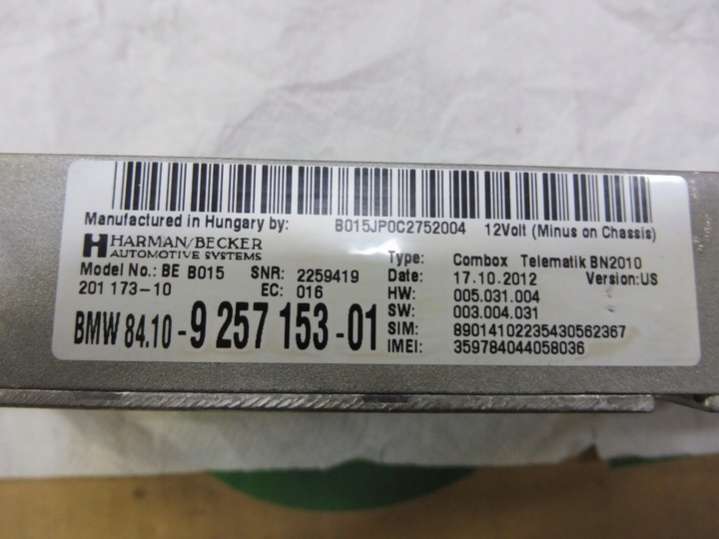 Manufactured in Hungary by: B015JP0C2752004 12Volt (Minus on Chassis)
HARMAN/BECKER
AUTOMOTIVE SYSTEMS
Model No.: BE B015 SNR: 2259419
201 173-10 EC: 016
BMW 84.10-9 257 153-01
Type: Combox Telematik BN2010
Date: 17.10.2012 Version:US
HW: 005.031.004
SW: 003.004.031
SIM: 89014102235430562367
IMEI: 359784044058036